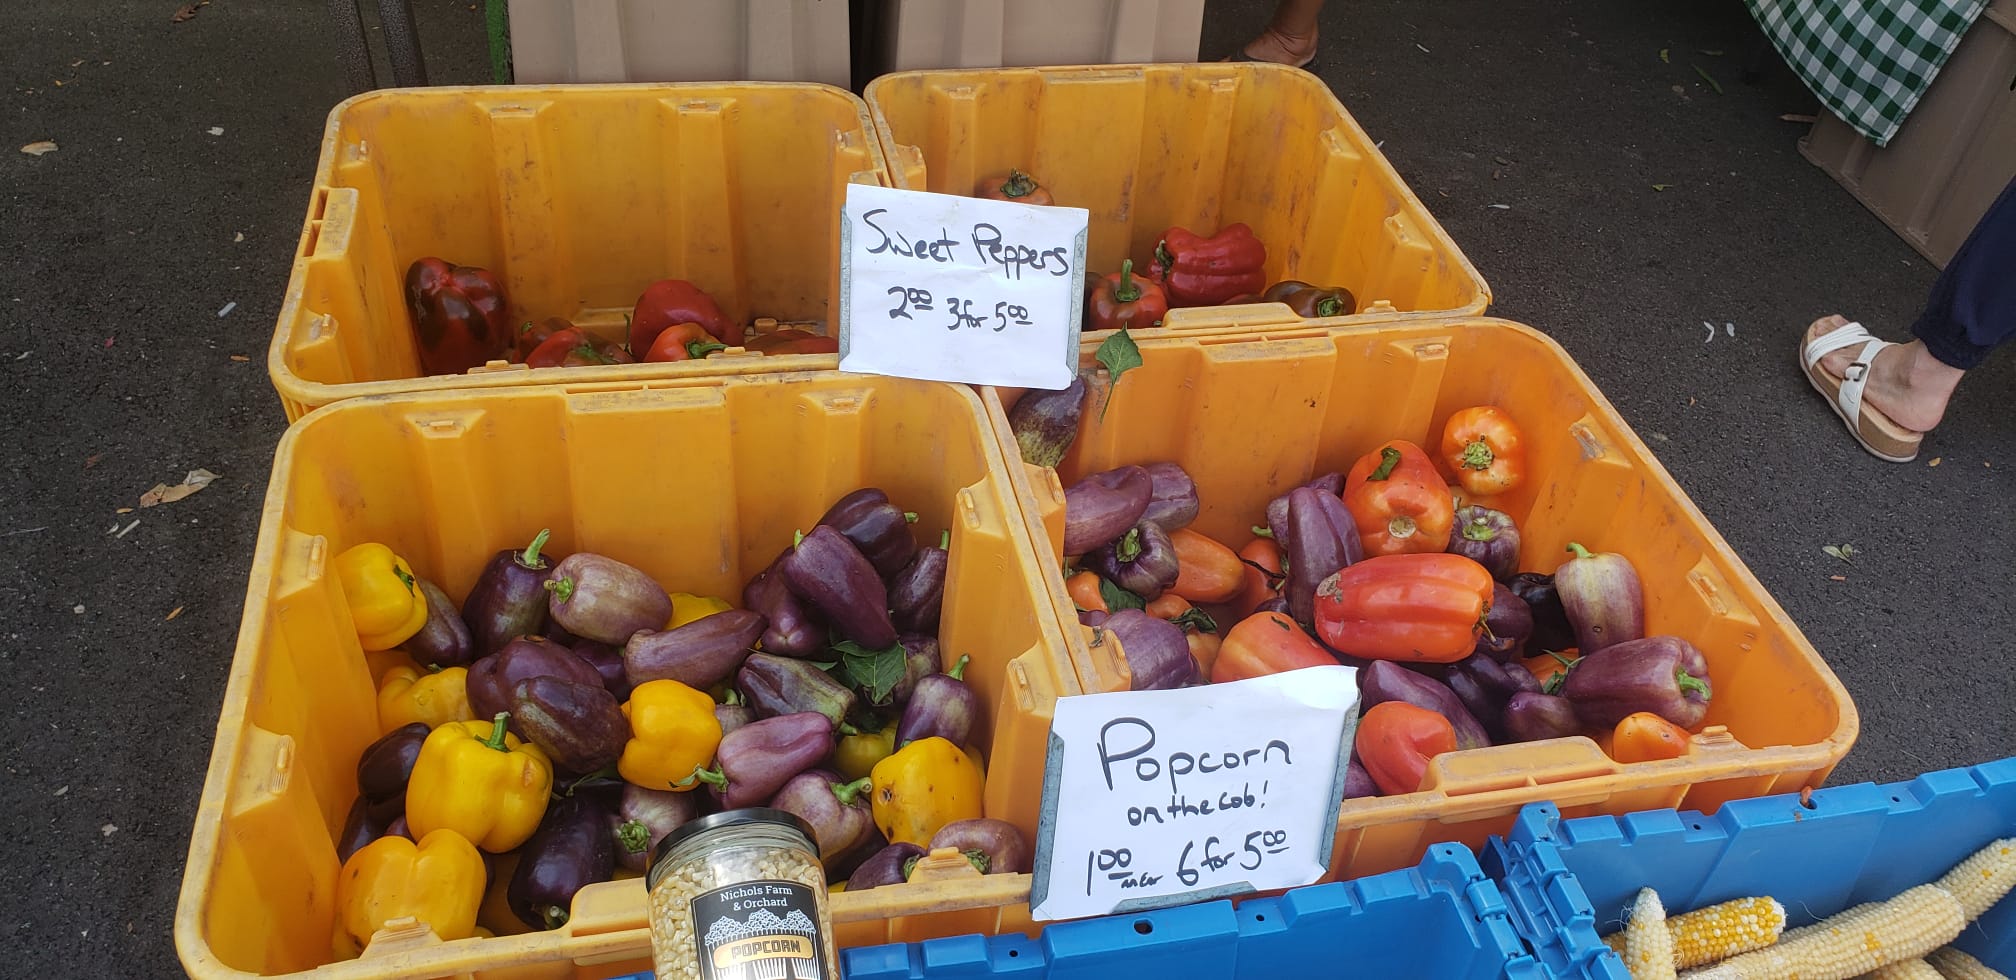 Sweet Peppers
2.00 3 for 5.00
Popcorn
on the cob!
1.00 6 for 5.00
Nichols Farm
& Orchard
POPCORN